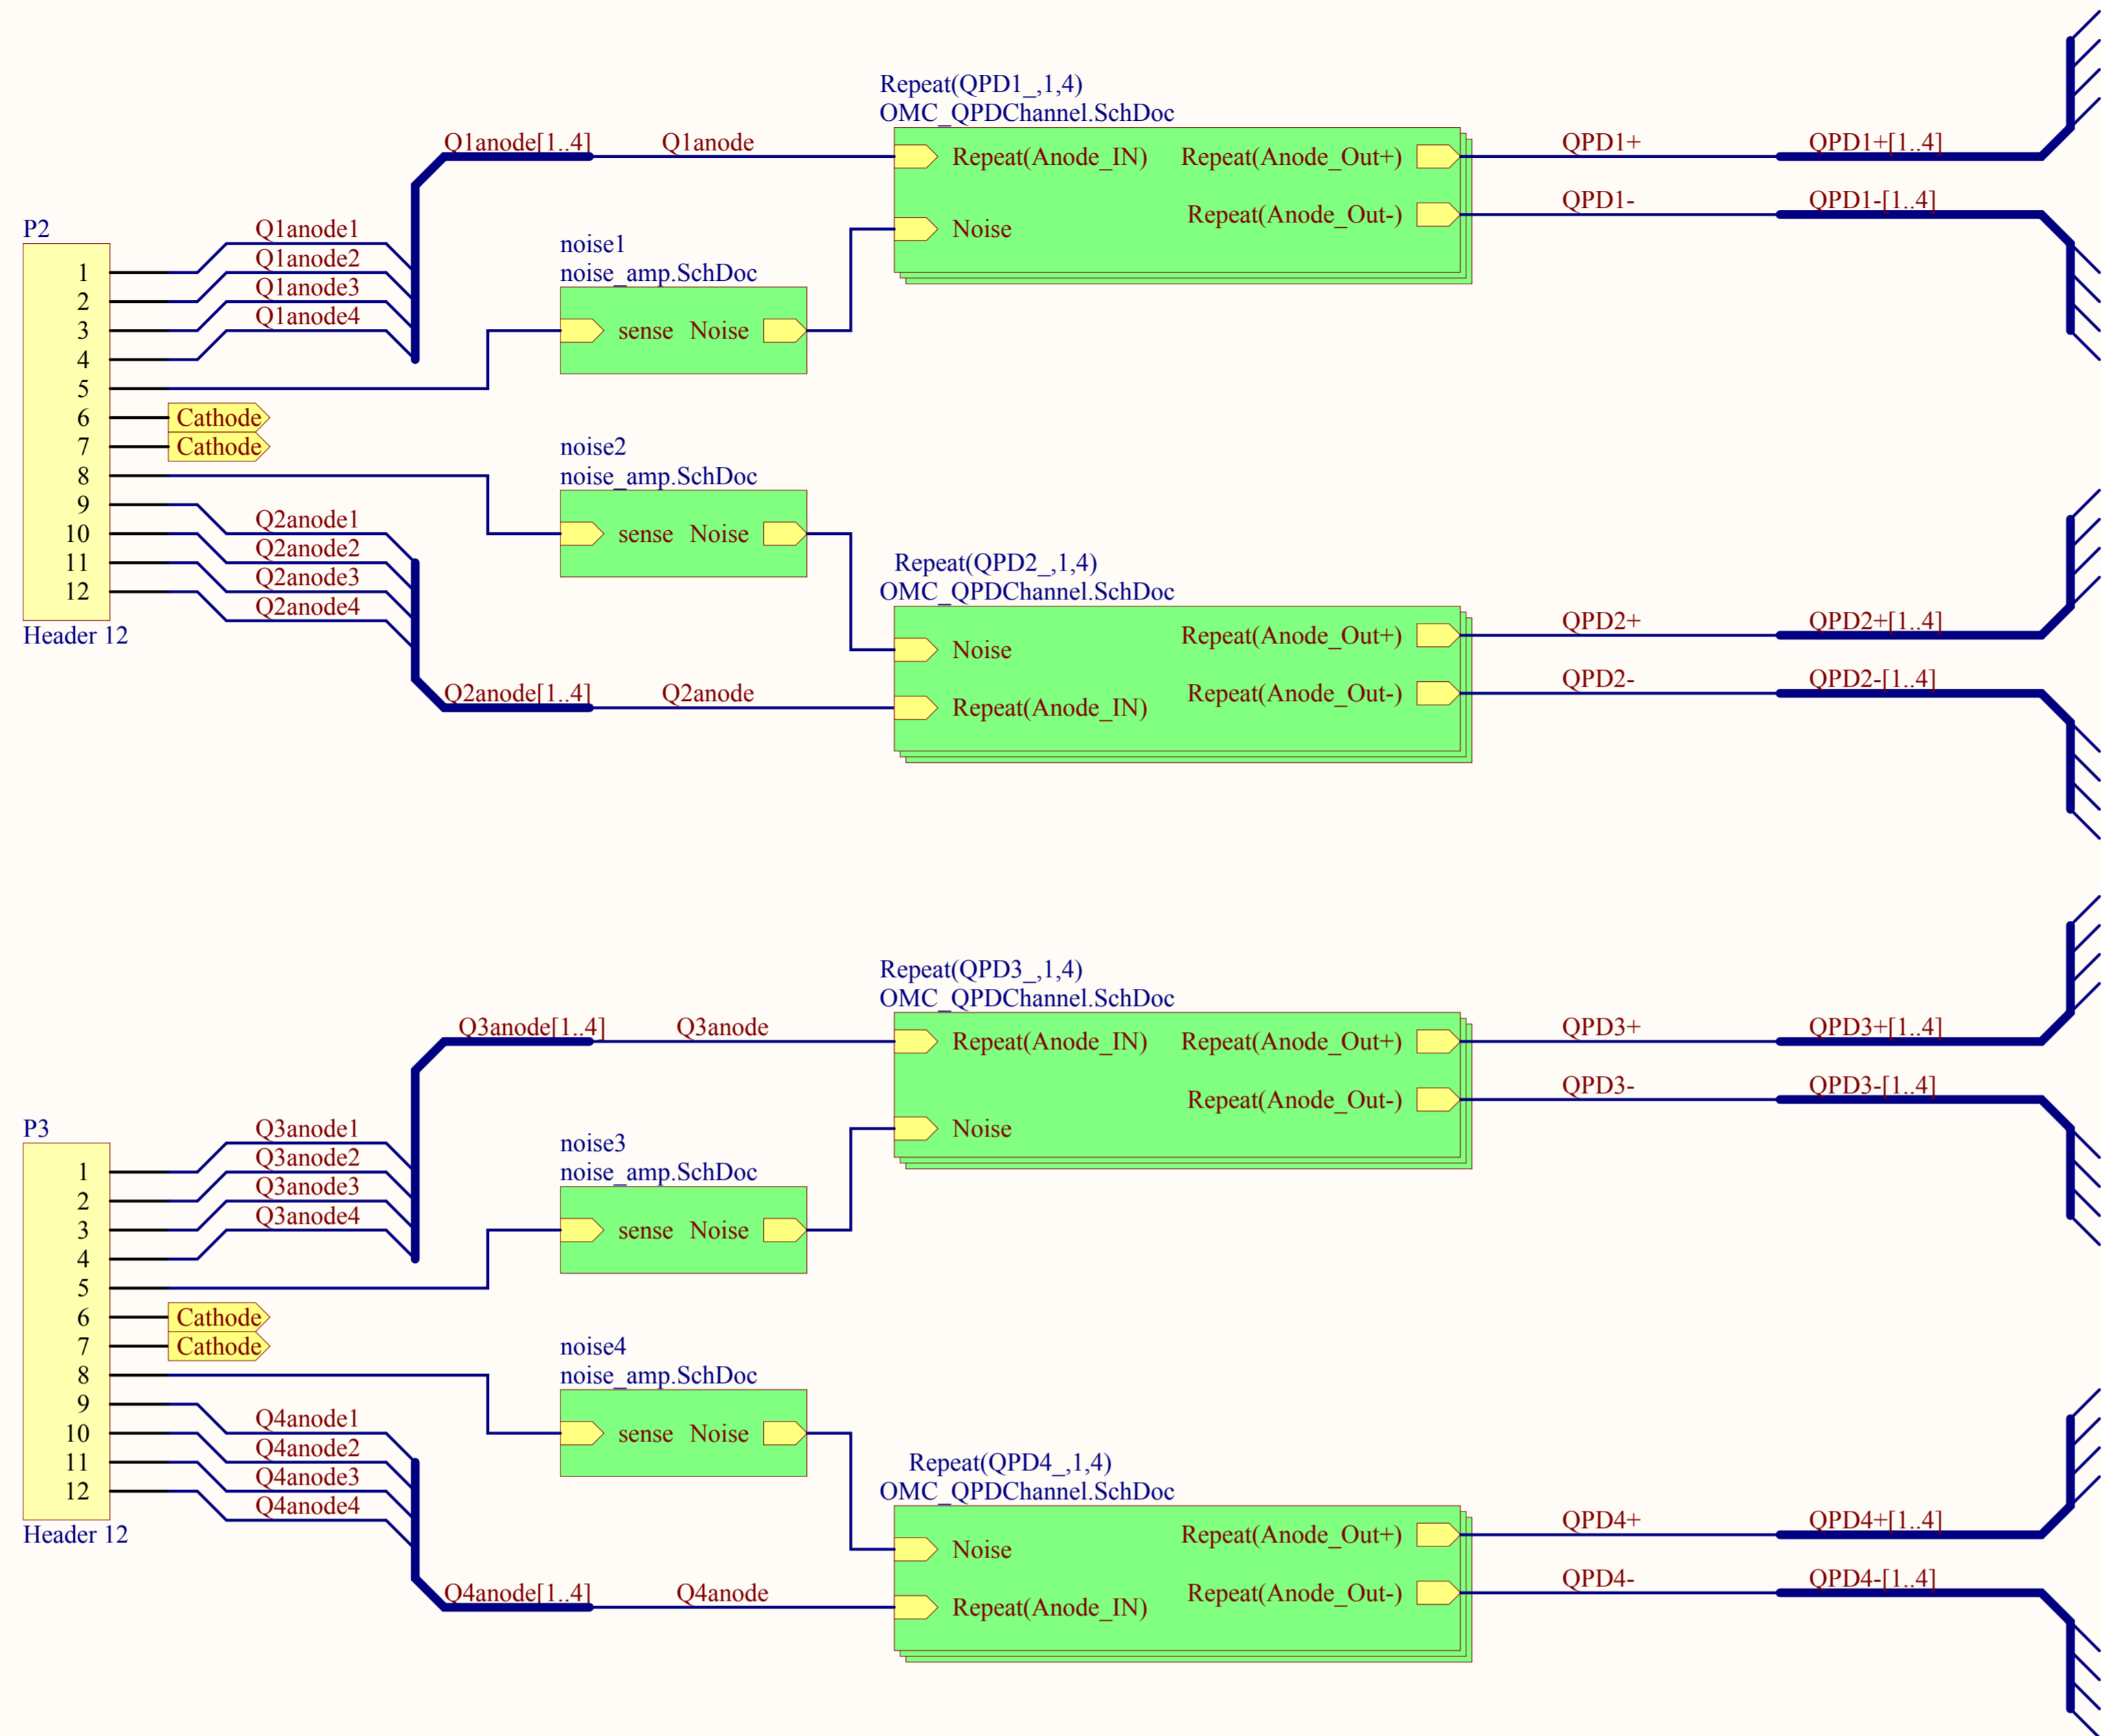 Repeat(QPD1_,1,4)
OMC_QPDChannel.SchDoc
Q1anode[1..4] Q1anode Repeat(Anode_IN) Repeat(Anode_Out+) QPD1+ QPD1+[1..4]
Repeat(Anode_Out-) QPD1- QPD1-[1..4]
Noise
P2
Q1anode1
Q1anode2
Q1anode3
Q1anode4
1
2
3
4
5
6 Cathode
7 Cathode
8
9
10
11
12
Header 12
noise1
noise_amp.SchDoc
sense Noise
noise2
noise_amp.SchDoc
sense Noise
Q2anode1
Q2anode2
Q2anode3
Q2anode4
Repeat(QPD2_,1,4)
OMC_QPDChannel.SchDoc
Repeat(Anode_Out+) QPD2+ QPD2+[1..4]
Noise
Repeat(Anode_Out-) QPD2- QPD2-[1..4]
Q2anode[1..4] Q2anode Repeat(Anode_IN)
Repeat(QPD3_,1,4)
OMC_QPDChannel.SchDoc
Q3anode[1..4] Q3anode Repeat(Anode_IN) Repeat(Anode_Out+) QPD3+ QPD3+[1..4]
Repeat(Anode_Out-) QPD3- QPD3-[1..4]
Noise
P3
Q3anode1
Q3anode2
Q3anode3
Q3anode4
1
2
3
4
5
6 Cathode
7 Cathode
8
9
10
11
12
Header 12
noise3
noise_amp.SchDoc
sense Noise
noise4
noise_amp.SchDoc
sense Noise
Q4anode1
Q4anode2
Q4anode3
Q4anode4
Repeat(QPD4_,1,4)
OMC_QPDChannel.SchDoc
Repeat(Anode_Out+) QPD4+ QPD4+[1..4]
Noise
Repeat(Anode_Out-) QPD4- QPD4-[1..4]
Q4anode[1..4] Q4anode Repeat(Anode_IN)